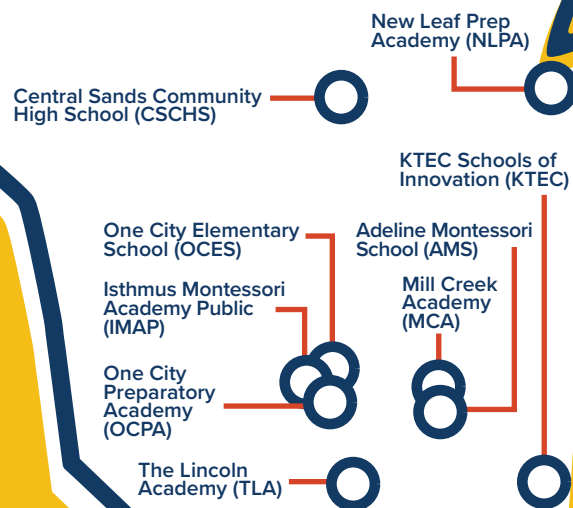 New Leaf Prep
Academy (NLPA)
Central Sands Community
High School (CSCHS)
KTEC Schools of
Innovation (KTEC)
One City Elementary
School (OCES)
Adeline Montessori
School (AMS)
Isthmus Montessori
Academy Public
(IMAP)
Mill Creek
Academy
(MCA)
One City
Preparatory
Academy
(OCPA)
The Lincoln
Academy (TLA)